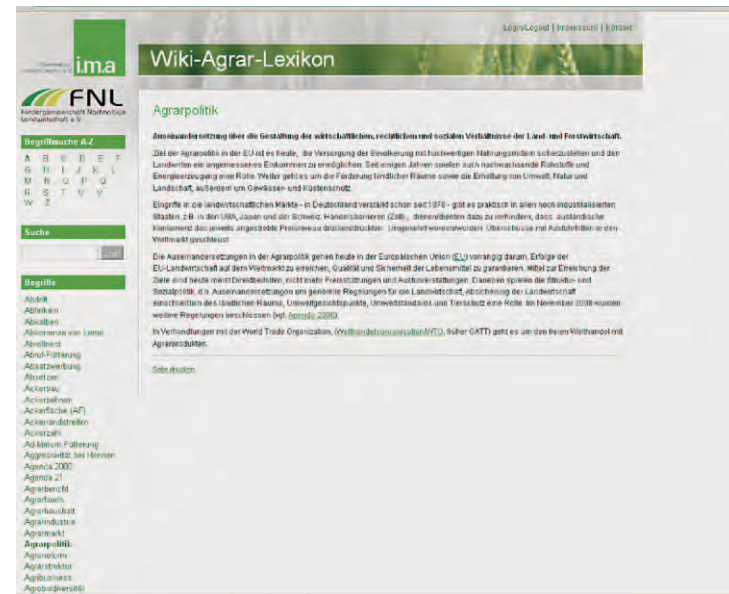 Login/Logout | Impressum | Kontakt
i.m.a
Wiki-Agrar-Lexikon
FNL
Fördergemeinschaft Nachhaltige
Landwirtschaft e.V.
Agrarpolitik
Begriffsuche A-Z
A B C D E F
G H I J K L
M N O P Q
R S T U V
W Z
Auseinandersetzung über die Gestaltung der wirtschaftlichen, rechtlichen und sozialen Verhältnisse der Land- und Forstwirtschaft.
Ziel der Agrarpolitik in der EU ist es heute, die Versorgung der Bevölkerung mit hochwertigen Nahrungsmitteln sicherzustellen und den
Landwirten ein angemessenes Einkommen zu ermöglichen. Seit einigen Jahren spielen auch nachwachsende Rohstoffe und
Energieerzeugung eine Rolle. Weiter geht es um die Förderung ländlicher Räume sowie die Erhaltung von Umwelt, Natur und
Landschaft, außerdem um Gewässer- und Küstenschutz.
Eingriffe in die landwirtschaftlichen Märkte - in Deutschland verstärkt schon seit 1878 - gibt es praktisch in allen hoch industrialisierten
Staaten, z.B. in den USA, Japan und der Schweiz. Handelsbarrieren (Zoll), dienen/dienten dazu zu verhindern, dass ausländische
Konkurrenz das jeweils angestrebte Preisniveau drücken/drückten. Umgekehrt werden/wurden Überschüsse mit Ausfuhrhilfen in den
Weltmarkt geschleust.
Die Auseinandersetzungen in der Agrarpolitik gehen heute in der Europäischen Union (EU) vorrangig darum, Erfolge der
EU-Landwirtschaft auf dem Weltmarkt zu erreichen, Qualität und Sicherheit der Lebensmittel zu garantieren. Mittel zur Erreichung der
Ziele sind heute meist Direktbeihilfen, nicht mehr Preisstützungen und Ausfuhrerstattungen. Daneben spielen die Struktur- und
Sozialpolitik, d.h. Auseinandersetzungen um generelle Regelungen für die Landwirtschaft, Absicherung der Landwirtschaft
einschließlich des ländlichen Raums, Umweltgesichtspunkte, Umweltstandards und Tierschutz eine Rolle. Im November 2008 wurden
weitere Regelungen beschlossen (vgl. Agenda 2000).
In Verhandlungen mit der World Trade Organization, (Welthandelsorganisation/WTO, früher GATT) geht es um den freien Welthandel mit
Agrarprodukten.
Seite drucken
Suche
Begriffe
Abdrift
Abferkeln
Abkalben
Abkommen von Lomé
Abrollnest
Abruf-Fütterung
Absatzwerbung
Absetzer
Ackerbau
Ackerbohnen
Ackerfläche (AF)
Ackerrandstreifen
Ackerzahl
Ad libitum Fütterung
Aggressivität bei Hennen
Agenda 2000
Agenda 21
Agrarbericht
Agrarfonds
Agrarhaushalt
Agrarindustrie
Agrarmarkt
Agrarpolitik
Agrarreform
Agrarstruktur
Agribusiness
Agrobiodiversität